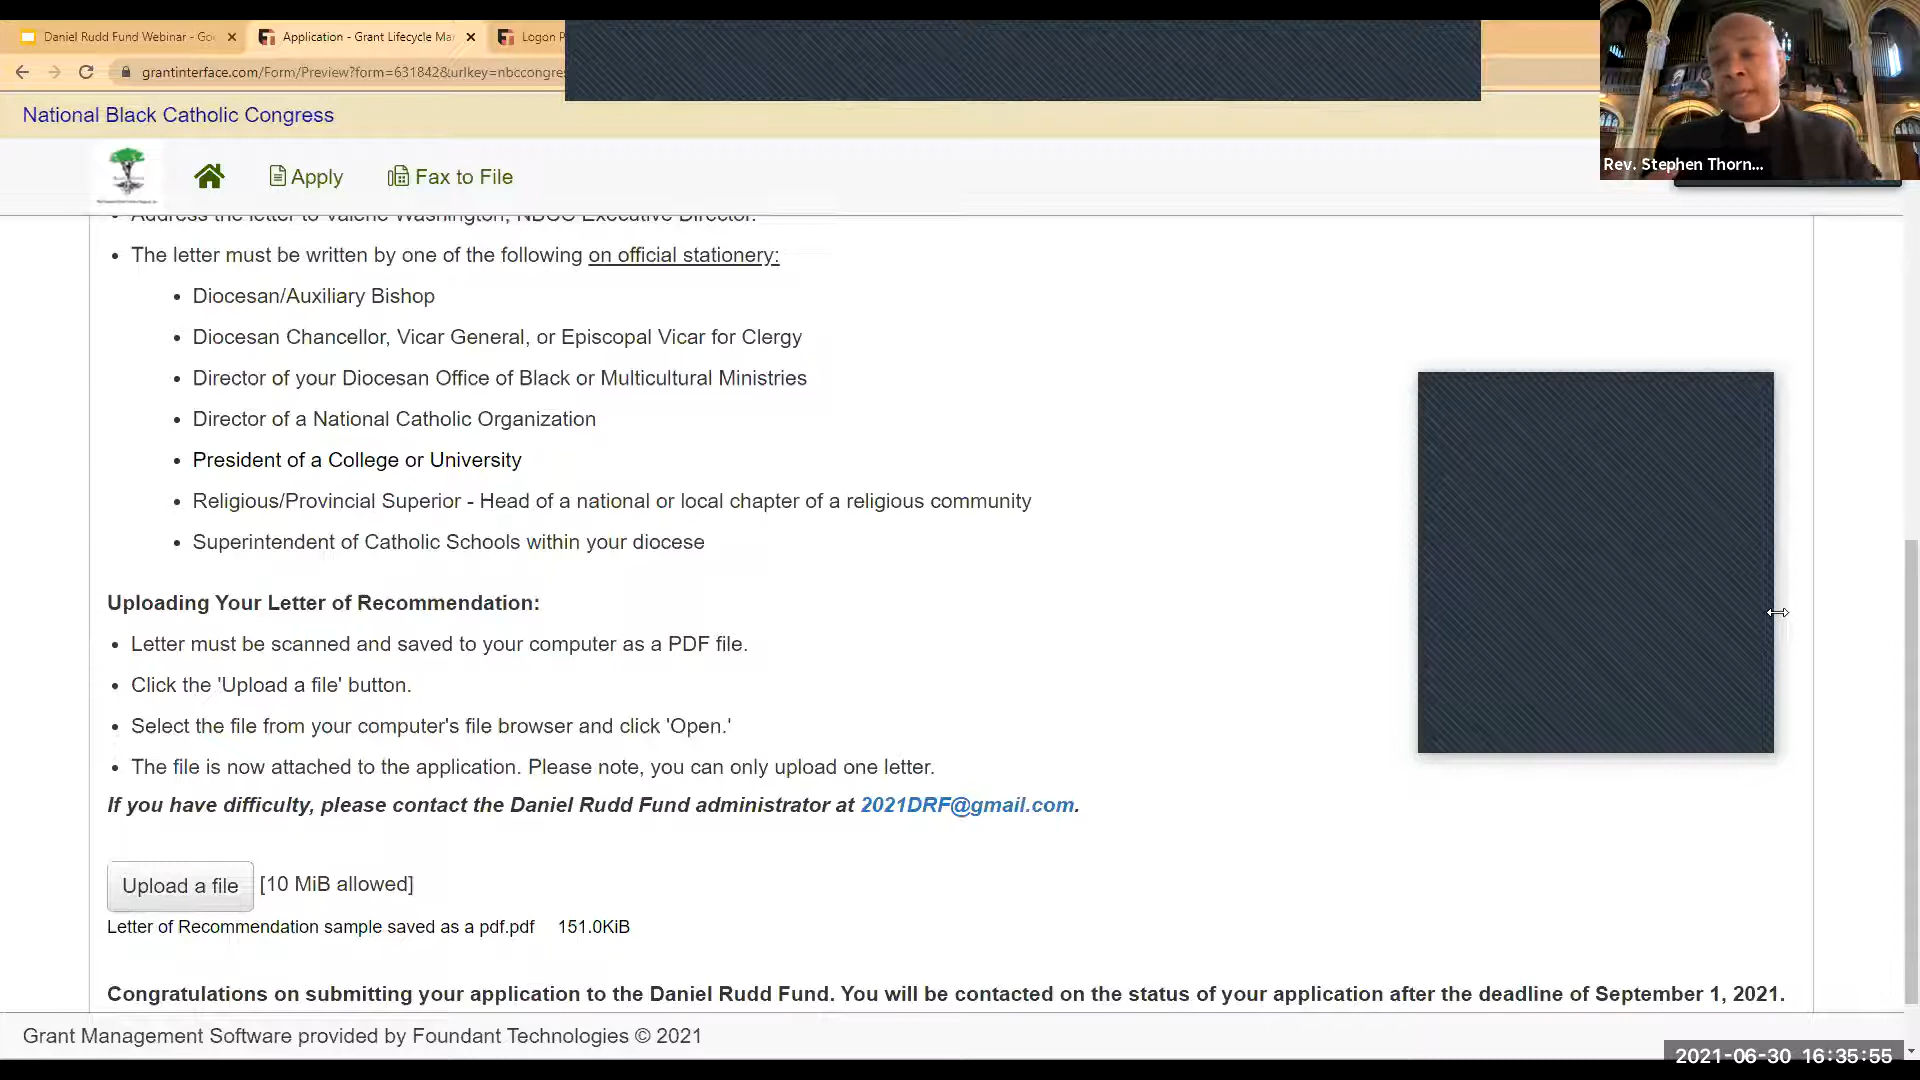 Daniel Rudd Fund Webinar - Go
Application - Grant Lifecycle Ma
Logon P
grantinterface.com/Form/Preview?form=631842&urlkey=nbccongres
National Black Catholic Congress
Rev. Stephen Thorn...
Apply
Fax to File
Address the letter to Valerie Washington, NBCC Executive Director.
The letter must be written by one of the following on official stationery:
Diocesan/Auxiliary Bishop
Diocesan Chancellor, Vicar General, or Episcopal Vicar for Clergy
Director of your Diocesan Office of Black or Multicultural Ministries
Director of a National Catholic Organization
President of a College or University
Religious/Provincial Superior - Head of a national or local chapter of a religious community
Superintendent of Catholic Schools within your diocese
Uploading Your Letter of Recommendation:
Letter must be scanned and saved to your computer as a PDF file.
Click the 'Upload a file' button.
Select the file from your computer's file browser and click 'Open.'
The file is now attached to the application. Please note, you can only upload one letter.
If you have difficulty, please contact the Daniel Rudd Fund administrator at 2021DRF@gmail.com.
Upload a file [10 MiB allowed]
Letter of Recommendation sample saved as a pdf.pdf 151.0KiB
Congratulations on submitting your application to the Daniel Rudd Fund. You will be contacted on the status of your application after the deadline of September 1, 2021.
Grant Management Software provided by Foundant Technologies © 2021
2021-06-30 16:35:55